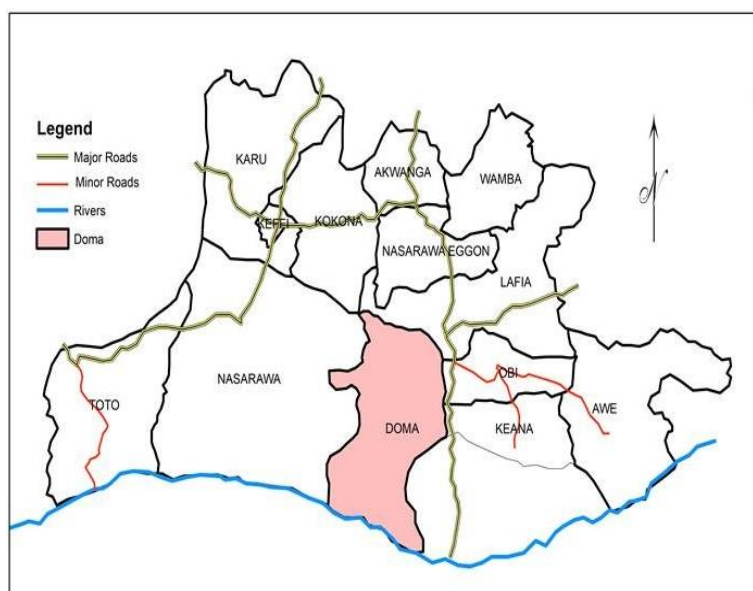 Legend
Major Roads
Minor Roads
Rivers
Doma
KARU
AKWANGA
WAMBA
KEFFI
KOKONA
NASARAWA EGGON
LAFIA
NASARAWA
TOTO
OBI
DOMA
KEANA
AWE